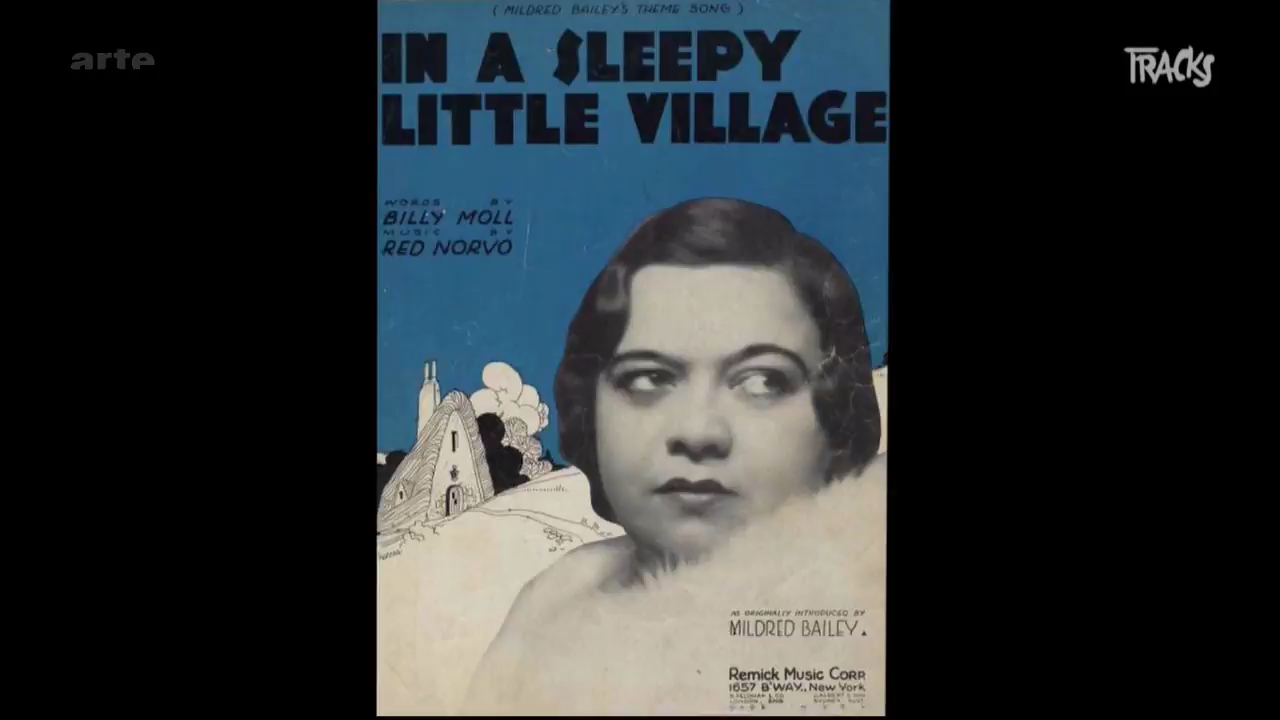 arte
TRACKS
( MILDRED BAILEY'S THEME SONG )
IN A SLEEPY
LITTLE VILLAGE
WORDS BY
BILLY MOLL
MUSIC BY
RED NORVO
AS ORIGINALLY INTRODUCED BY
MILDRED BAILEY.
Remick Music Corp.
1657 B'WAY., New York